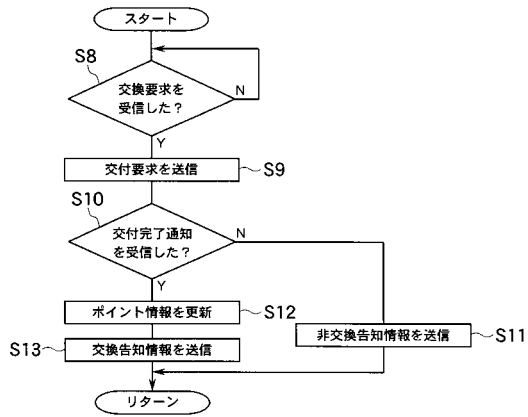 スタート
S8
交換要求を
受信した?
N
Y
交付要求を送信
S9
S10
交付完了通知
を受信した?
N
Y
ポイント情報を更新
S12
非交換告知情報を送信
S11
S13
交換告知情報を送信
リターン